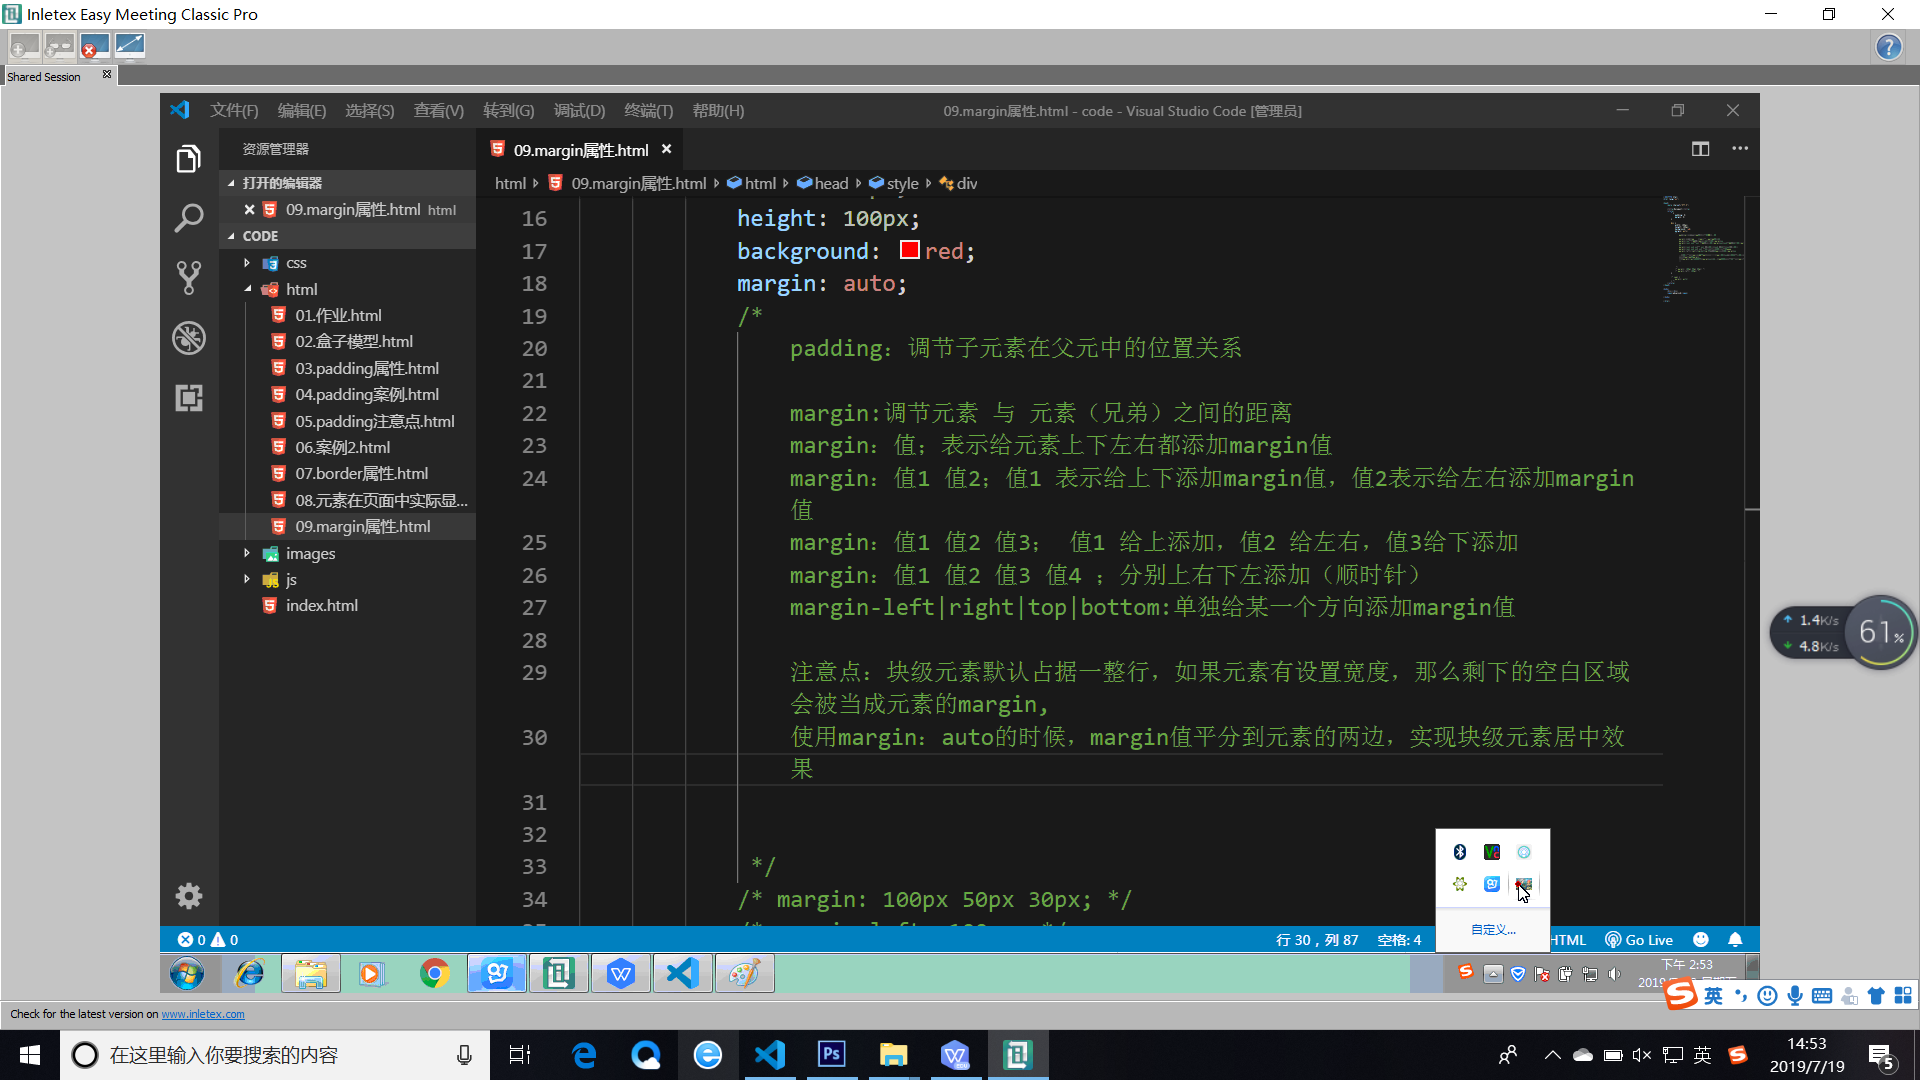 Inletex Easy Meeting Classic Pro
Shared Session
文件(F) 编辑(E) 选择(S) 查看(V) 转到(G) 调试(D) 终端(T) 帮助(H)
09.margin属性.html - code - Visual Studio Code [管理员]
资源管理器
09.margin属性.html
打开的编辑器
html 09.margin属性.html html head style div
09.margin属性.html html
CODE
css
html
01.作业.html
02.盒子模型.html
03.padding属性.html
04.padding案例.html
05.padding注意点.html
06.案例2.html
07.border属性.html
08.元素在页面中实际显...
09.margin属性.html
images
js
index.html
16 height: 100px;
17 background: red;
18 margin: auto;
19 /*
20 padding: 调节子元素在父元中的位置关系
21
22 margin:调节元素 与 元素（兄弟）之间的距离
23 margin: 值; 表示给元素上下左右都添加margin值
24 margin: 值1 值2; 值1 表示给上下添加margin值, 值2表示给左右添加margin
值
25 margin: 值1 值2 值3; 值1 给上添加, 值2 给左右, 值3给下添加
26 margin: 值1 值2 值3 值4 ; 分别上右下左添加（顺时针）
27 margin-left|right|top|bottom:单独给某一个方向添加margin值
28
29 注意点: 块级元素默认占据一整行, 如果元素有设置宽度, 那么剩下的空白区域
会被当成元素的margin,
30 使用margin: auto的时候, margin值平分到元素的两边, 实现块级元素居中效
果
31
32
33 */
34 /* margin: 100px 50px 30px; */
1.4K/s
4.8K/s
61%
自定义...
0 0
行 30, 列 87 空格: 4 HTML Go Live
下午 2:53
英
Check for the latest version on www.inletex.com
在这里输入你要搜索的内容
英
14:53
2019/7/19
5